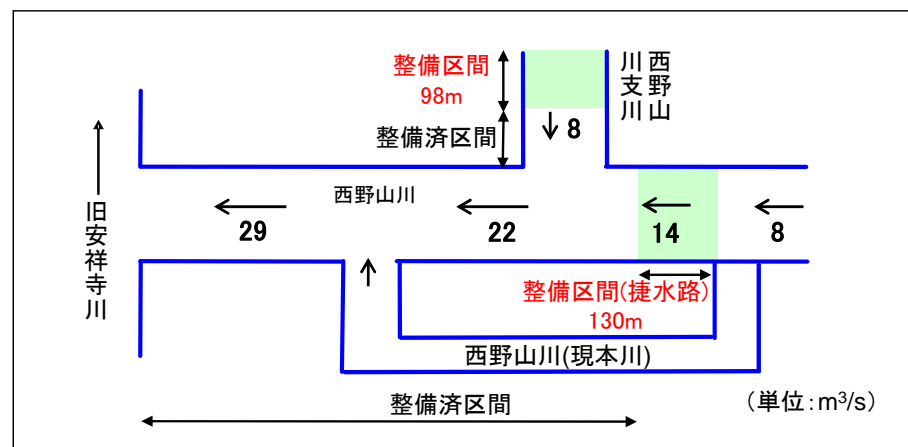 整備区間
98m
西野山
川支川
整備済区間
8
旧安祥寺川
西野山川
29
22
14
8
整備区間(捷水路)
130m
西野山川(現本川)
整備済区間
（単位：m³/s）